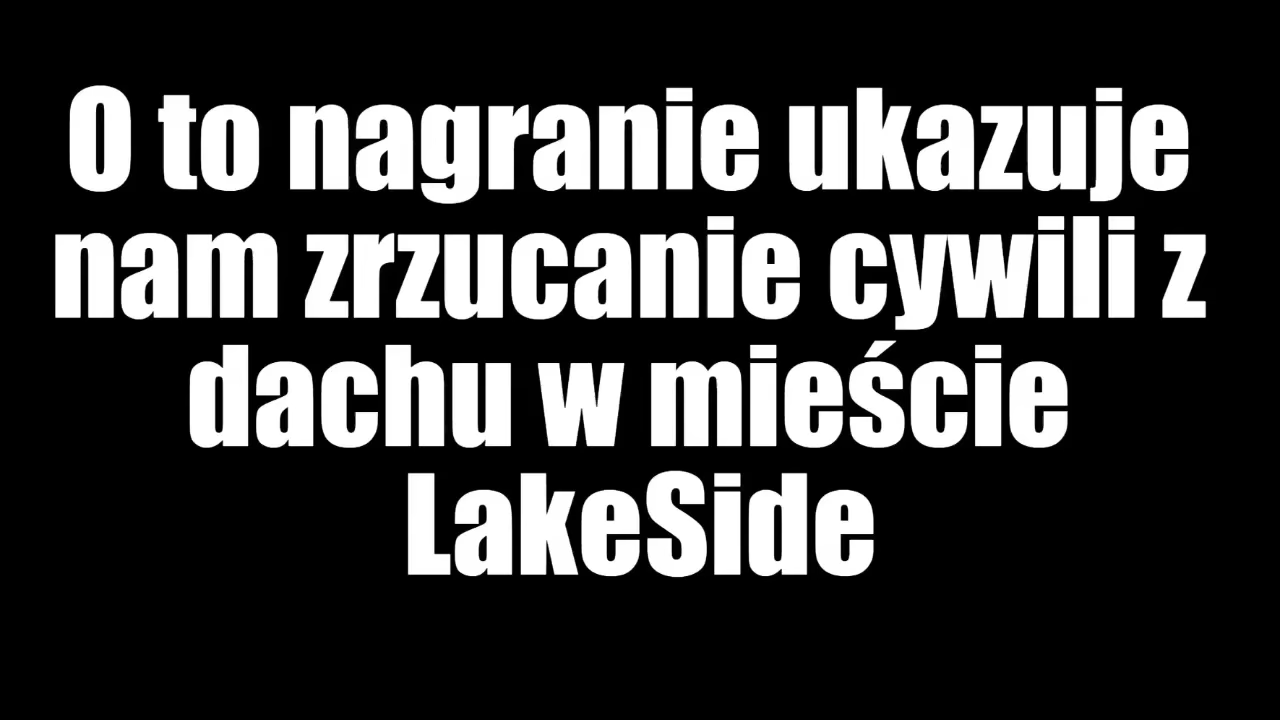 O to nagranie ukazuje
nam zrzucanie cywili z
dachu w mieście
LakeSide